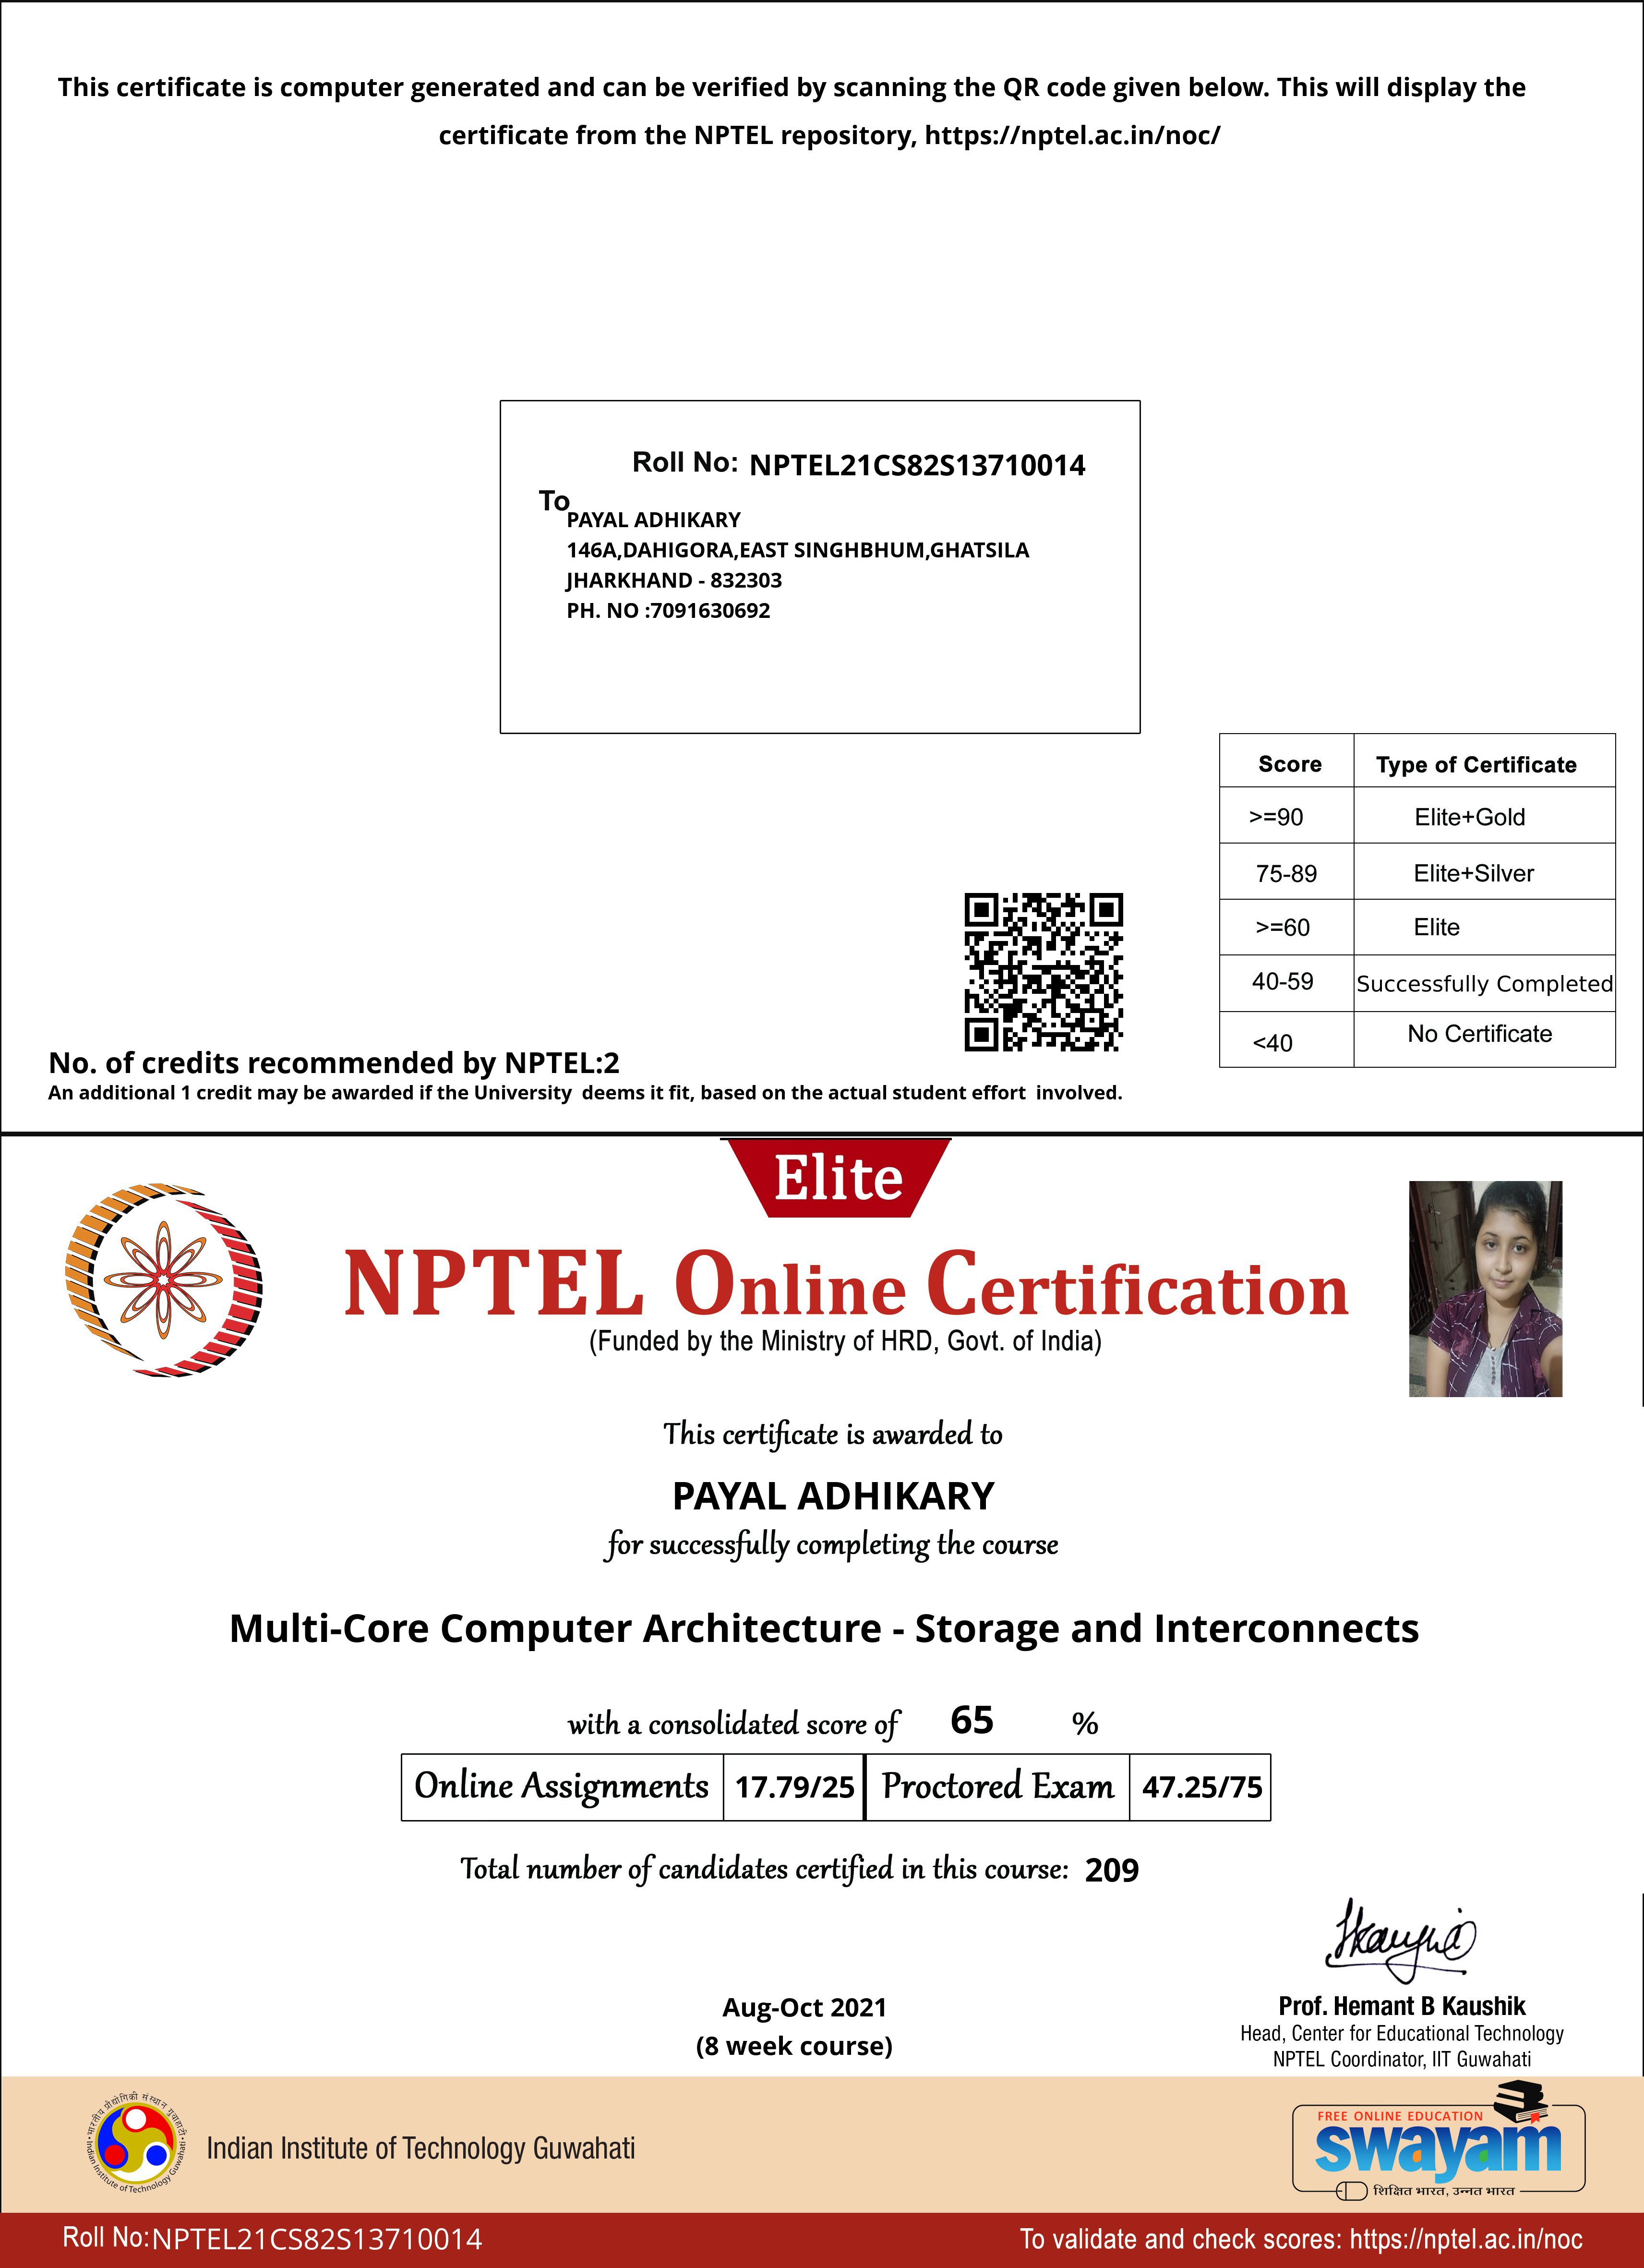 This certificate is computer generated and can be verified by scanning the QR code given below. This will display the
certificate from the NPTEL repository, https://nptel.ac.in/noc/
Roll No: NPTEL21CS82S13710014
To
PAYAL ADHIKARY
146A,DAHIGORA,EAST SINGHBHUM,GHATSILA
JHARKHAND - 832303
PH. NO :7091630692
Score Type of Certificate
>=90 Elite+Gold
75-89 Elite+Silver
>=60 Elite
40-59 Successfully Completed
<40 No Certificate
No. of credits recommended by NPTEL:2
An additional 1 credit may be awarded if the University deems it fit, based on the actual student effort involved.
Elite
NPTEL Online Certification
(Funded by the Ministry of HRD, Govt. of India)
This certificate is awarded to
PAYAL ADHIKARY
for successfully completing the course
Multi-Core Computer Architecture - Storage and Interconnects
with a consolidated score of 65 %
Online Assignments 17.79/25 Proctored Exam 47.25/75
Total number of candidates certified in this course: 209
Aug-Oct 2021
(8 week course)
Prof. Hemant B Kaushik
Head, Center for Educational Technology
NPTEL Coordinator, IIT Guwahati
भारतीय प्रौद्योगिकी संस्थान गुवाहाटी
Indian Institute of Technology Guwahati
Indian Institute of Technology Guwahati
FREE ONLINE EDUCATION
swayam
शिक्षित भारत, उन्नत भारत
Roll No:NPTEL21CS82S13710014
To validate and check scores: https://nptel.ac.in/noc